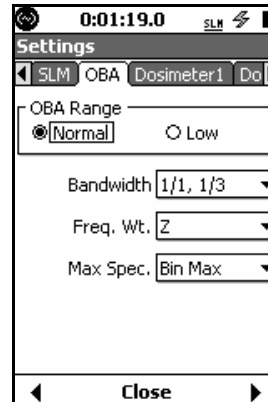 0:01:19.0 SLM
Settings
SLM OBA Dosimeter1 Do
OBA Range
Normal Low
Bandwidth 1/1, 1/3
Freq. Wt. Z
Max Spec. Bin Max
Close